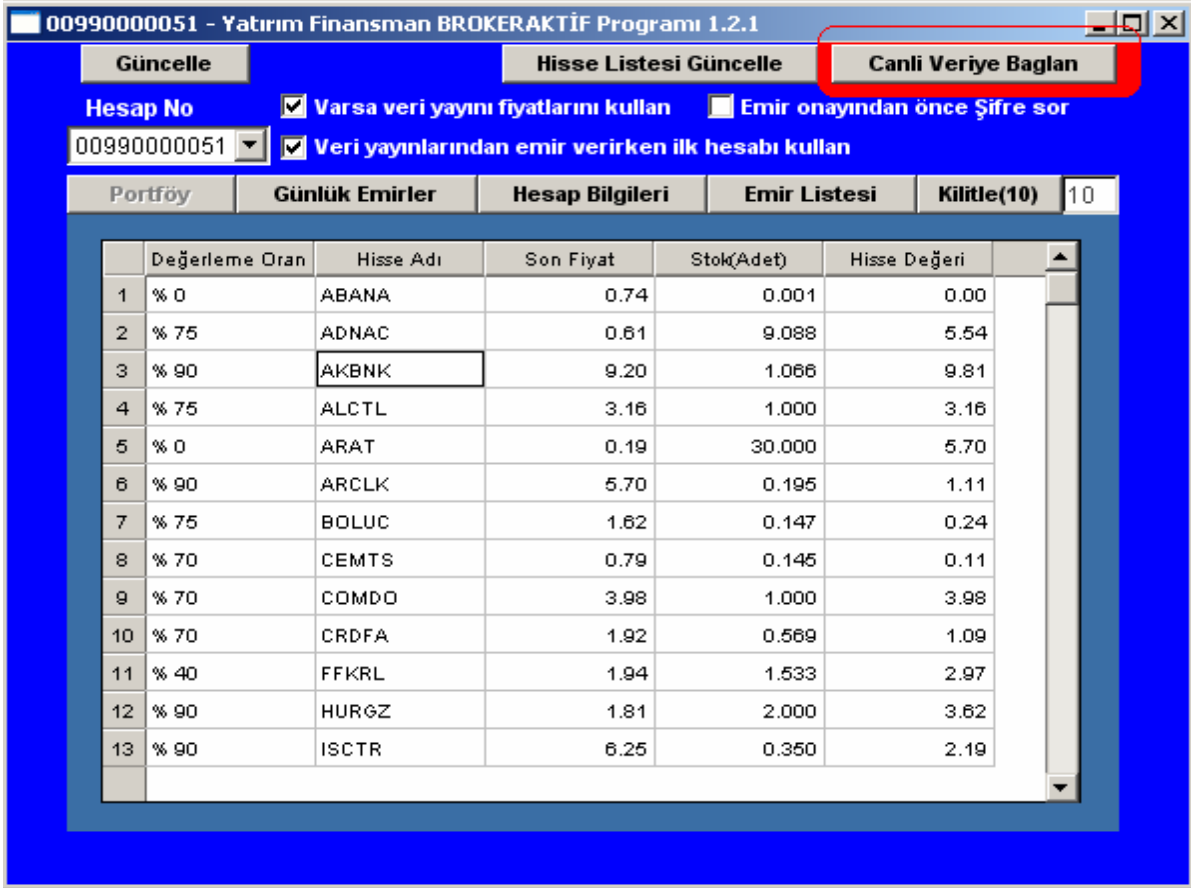 00990000051 - Yatırım Finansman BROKERAKTİF Programı 1.2.1
Güncelle Hisse Listesi Güncelle Canli Veriye Baglan
Hesap No Varsa veri yayını fiyatlarını kullan Emir onayından önce Şifre sor
00990000051 Veri yayınlarından emir verirken ilk hesabı kullan
Portföy Günlük Emirler Hesap Bilgileri Emir Listesi Kilitle(10) 10
Değerleme Oran Hisse Adı Son Fiyat Stok(Adet) Hisse Değeri
1 % 0 ABANA 0.74 0.001 0.00
2 % 75 ADNAC 0.61 9.088 5.54
3 % 90 AKBNK 9.20 1.066 9.81
4 % 75 ALCTL 3.16 1.000 3.16
5 % 0 ARAT 0.19 30.000 5.70
6 % 90 ARCLK 5.70 0.195 1.11
7 % 75 BOLUC 1.62 0.147 0.24
8 % 70 CEMTS 0.79 0.145 0.11
9 % 70 COMDO 3.98 1.000 3.98
10 % 70 CRDFA 1.92 0.569 1.09
11 % 40 FFKRL 1.94 1.533 2.97
12 % 90 HURGZ 1.81 2.000 3.62
13 % 90 ISCTR 6.25 0.350 2.19